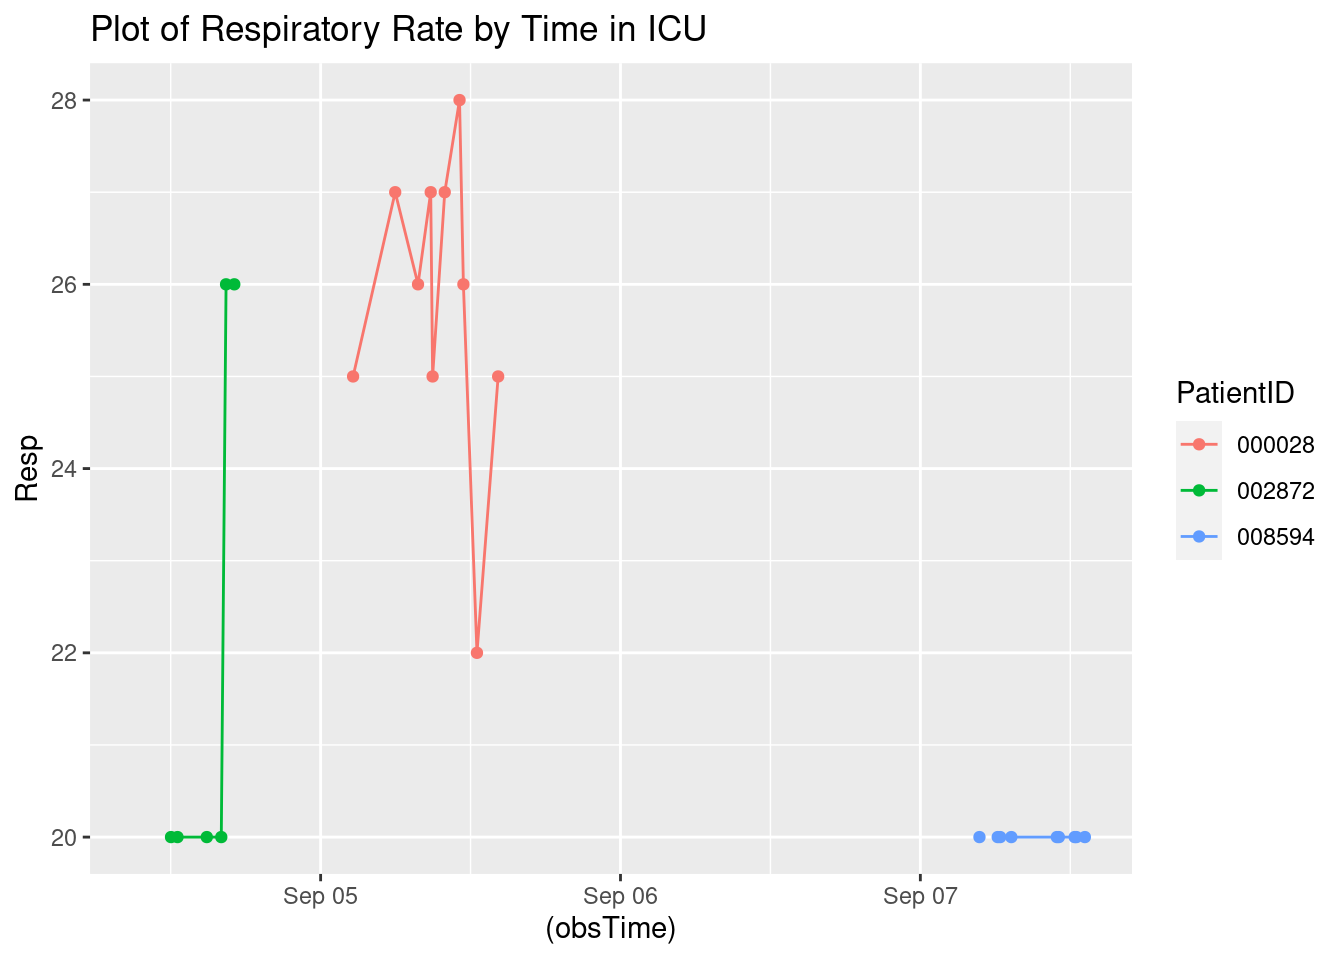 Plot of Respiratory Rate by Time in ICU
28
26
24
22
20
Resp
Sep 05
Sep 06
Sep 07
(obsTime)
PatientID
000028
002872
008594